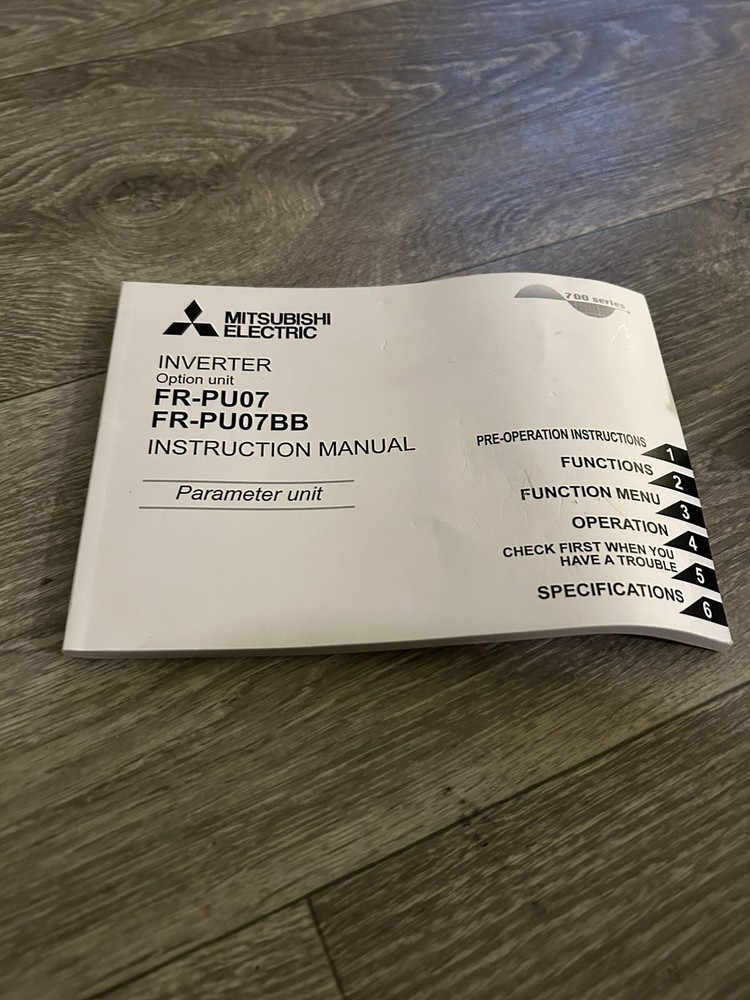 MITSUBISHI
ELECTRIC
700 series
INVERTER
Option unit
FR-PU07
FR-PU07BB
INSTRUCTION MANUAL
Parameter unit
PRE-OPERATION INSTRUCTIONS 1
FUNCTIONS 2
FUNCTION MENU 3
OPERATION 4
CHECK FIRST WHEN YOU
HAVE A TROUBLE 5
SPECIFICATIONS 6